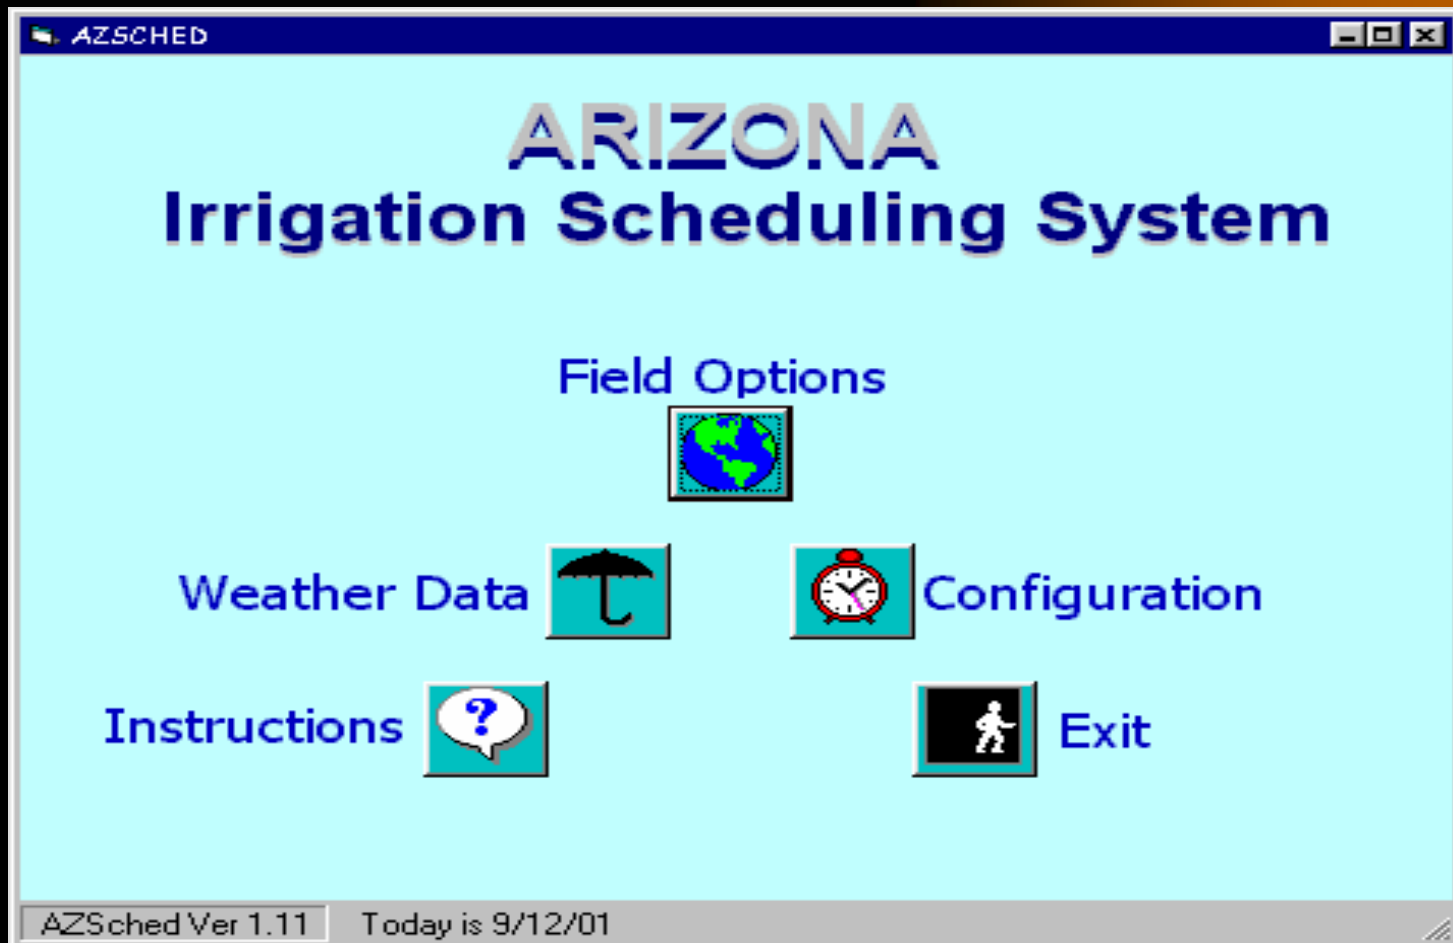 AZSCHED
ARIZONA
Irrigation Scheduling System
Field Options
Weather Data
Configuration
?
Instructions
Exit
AZSched Ver 1.11
Today is 9/12/01